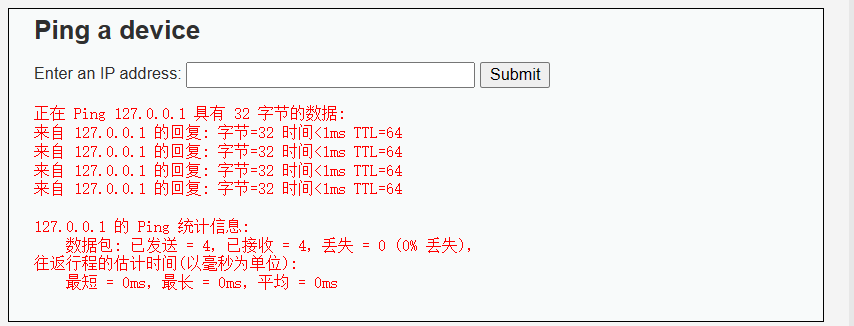 Ping a device
Enter an IP address:
Submit
正在 Ping 127.0.0.1 具有 32 字节的数据:
来自 127.0.0.1 的回复: 字节=32 时间<1ms TTL=64
来自 127.0.0.1 的回复: 字节=32 时间<1ms TTL=64
来自 127.0.0.1 的回复: 字节=32 时间<1ms TTL=64
来自 127.0.0.1 的回复: 字节=32 时间<1ms TTL=64
127.0.0.1 的 Ping 统计信息:
数据包: 已发送 = 4，已接收 = 4，丢失 = 0 (0% 丢失)，
往返行程的估计时间(以毫秒为单位):
最短 = 0ms，最长 = 0ms，平均 = 0ms